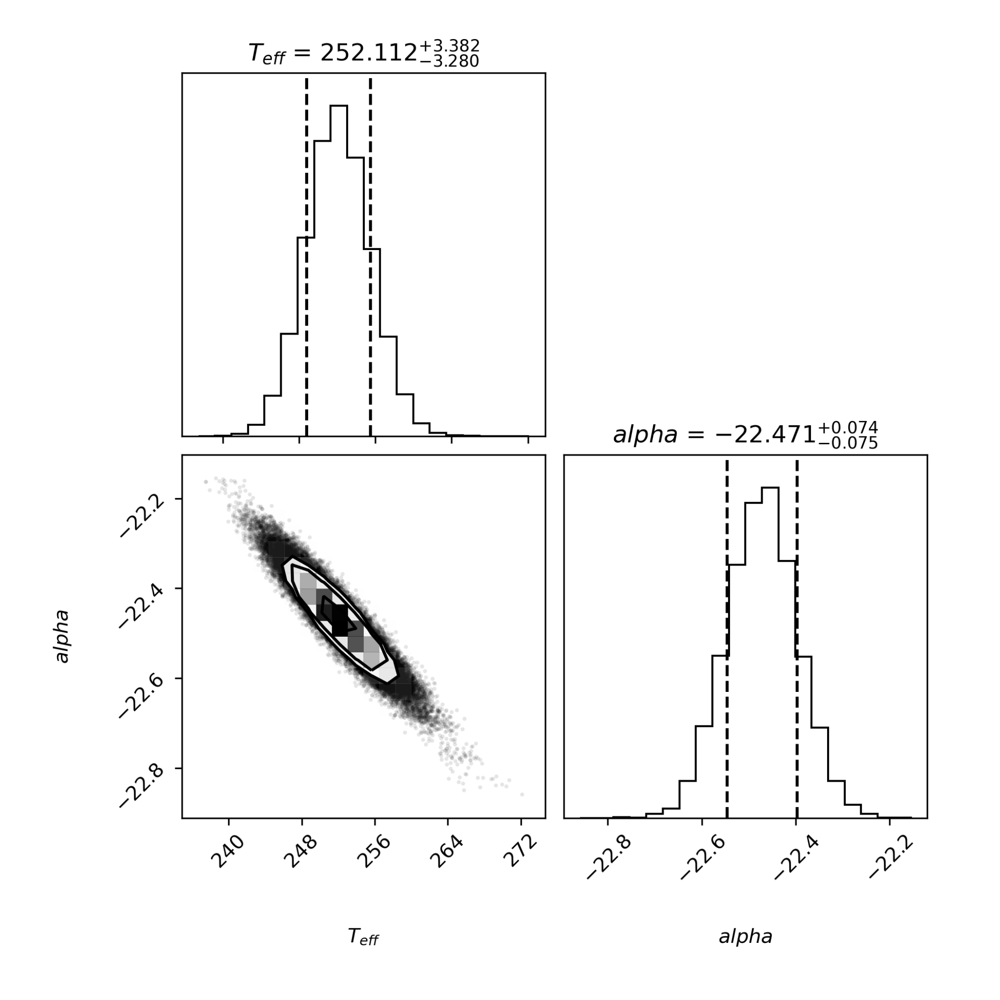 T_eff = 252.112 +3.382 −3.280
alpha = −22.471 +0.074 −0.075
−22.2
−22.4
−22.6
−22.8
alpha
240 248 256 264 272
−22.8 −22.6 −22.4 −22.2
T_eff
alpha